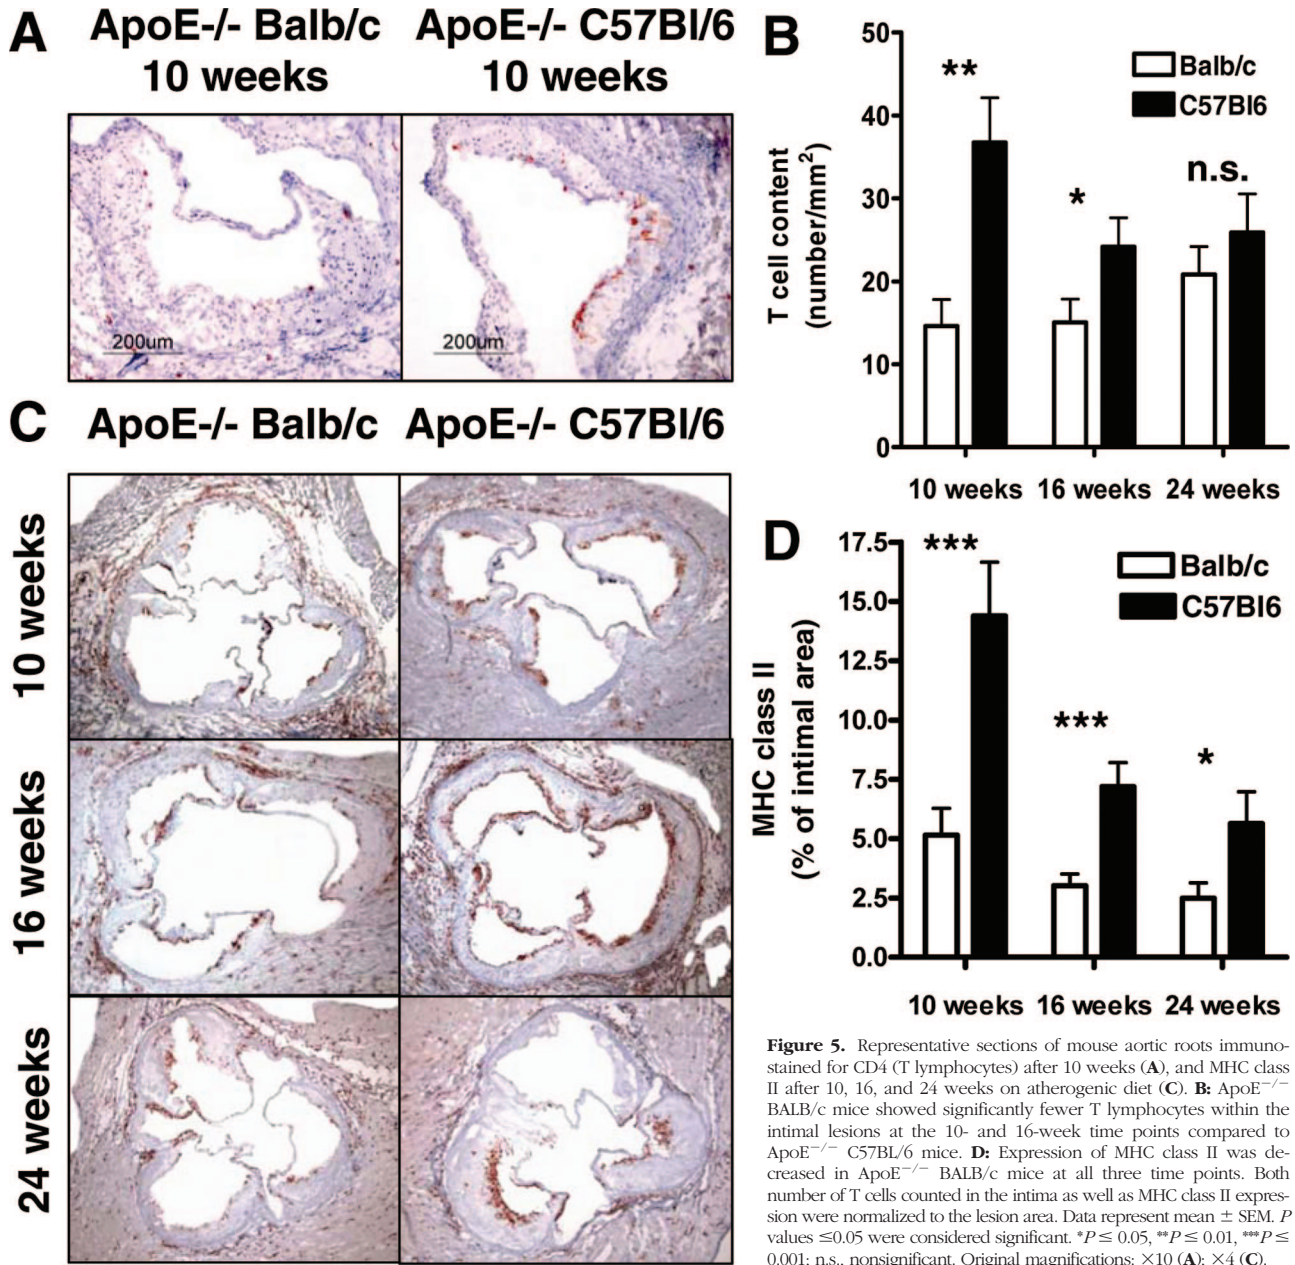 A
ApoE-/- Balb/c
10 weeks
ApoE-/- C57Bl/6
10 weeks
200um
200um
B
T cell content
(number/mm²)
50
40
30
20
10
0
**
*
n.s.
Balb/c
C57Bl6
10 weeks
16 weeks
24 weeks
C
ApoE-/- Balb/c
ApoE-/- C57Bl/6
10 weeks
16 weeks
24 weeks
D
MHC class II
(% of intimal area)
17.5
15.0
12.5
10.0
7.5
5.0
2.5
0.0
***
***
*
Balb/c
C57Bl6
10 weeks
16 weeks
24 weeks
Figure 5. Representative sections of mouse aortic roots immuno-
stained for CD4 (T lymphocytes) after 10 weeks (A), and MHC class
II after 10, 16, and 24 weeks on atherogenic diet (C). B: ApoE−/−
BALB/c mice showed significantly fewer T lymphocytes within the
intimal lesions at the 10- and 16-week time points compared to
ApoE−/− C57BL/6 mice. D: Expression of MHC class II was de-
creased in ApoE−/− BALB/c mice at all three time points. Both
number of T cells counted in the intima as well as MHC class II expres-
sion were normalized to the lesion area. Data represent mean ± SEM. P
values ≤0.05 were considered significant. *P ≤ 0.05, **P ≤ 0.01, ***P ≤
0.001; n.s., nonsignificant. Original magnifications: ×10 (A); ×4 (C).